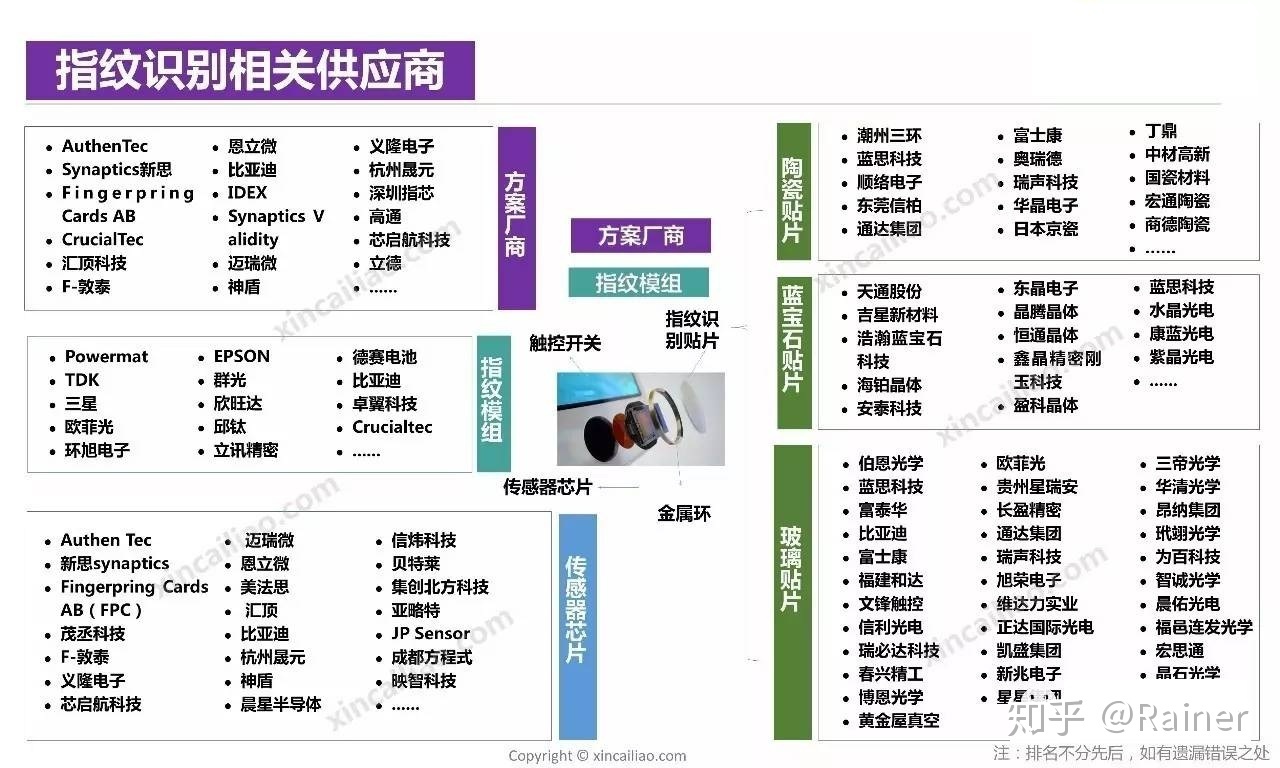 指纹识别相关供应商
AuthenTec
Synaptics新思
Fingerpring
Cards AB
CrucialTec
汇顶科技
F-敦泰
恩立微
比亚迪
IDEX
Synaptics V
alidity
迈瑞微
神盾
义隆电子
杭州晟元
深圳指芯
高通
芯启航科技
立德
......
方案厂商
Powermat
TDK
三星
欧菲光
环旭电子
EPSON
群光
欣旺达
邱钛
立讯精密
德赛电池
比亚迪
卓翼科技
Crucialtec
......
指纹模组
Authen Tec
新思synaptics
Fingerpring Cards
AB（FPC）
茂丞科技
F-敦泰
义隆电子
芯启航科技
迈瑞微
恩立微
美法思
汇顶
比亚迪
杭州晟元
神盾
晨星半导体
信炜科技
贝特莱
集创北方科技
亚略特
JP Sensor
成都方程式
映智科技
......
传感器芯片
方案厂商
指纹模组
触控开关
指纹识
别贴片
传感器芯片
金属环
陶瓷贴片
潮州三环
蓝思科技
顺络电子
东莞信柏
通达集团
富士康
奥瑞德
瑞声科技
华晶电子
日本京瓷
丁鼎
中材高新
国瓷材料
宏通陶瓷
商德陶瓷
......
蓝宝石贴片
天通股份
吉星新材料
浩瀚蓝宝石
科技
海铂晶体
安泰科技
东晶电子
晶腾晶体
恒通晶体
鑫晶精密刚
玉科技
盈科晶体
蓝思科技
水晶光电
康蓝光电
紫晶光电
......
玻璃贴片
伯恩光学
蓝思科技
富泰华
比亚迪
富士康
福建和达
文锋触控
信利光电
瑞必达科技
春兴精工
博恩光学
黄金屋真空
欧菲光
贵州星瑞安
长盈精密
通达集团
瑞声科技
旭荣电子
维达力实业
正达国际光电
凯盛集团
新兆电子
三帝光学
华清光学
昂纳集团
玳翊光学
为百科技
智诚光学
晨佑光电
福邑连发光学
宏思通
晶石光学
xincailiao.com
xincailiao.com
xincailiao.com
xincailiao.com
xincailiao.com
xincailiao.com
知乎 @Rainer
Copyright © xincailiao.com
注：排名不分先后，如有遗漏错误之处